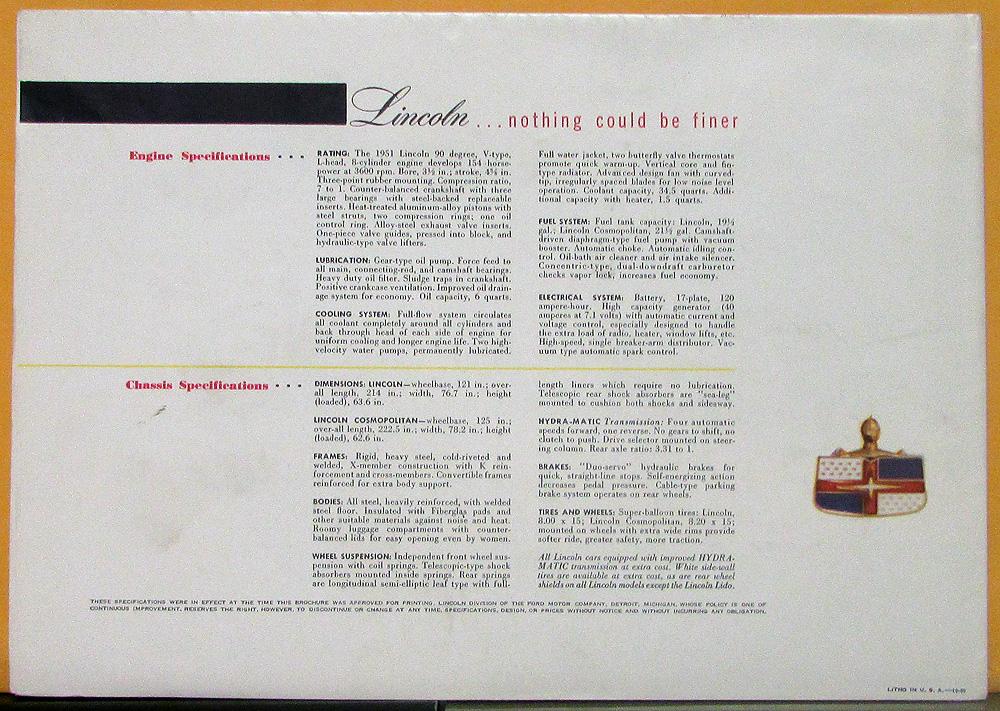 Lincoln ... nothing could be finer
Engine Specifications . . .
RATING: The 1951 Lincoln 90 degree, V-type,
L-head, 8-cylinder engine develops 154 horse-
power at 3600 rpm. Bore, 3½ in.; stroke, 4⅜ in.
Three-point rubber mounting. Compression ratio,
7 to 1. Counter-balanced crankshaft with three
large bearings with steel-backed replaceable
inserts. Heat-treated aluminum-alloy pistons with
steel struts, two compression rings; one oil
control ring. Alloy-steel exhaust valve inserts.
One-piece valve guides, pressed into block, and
hydraulic-type valve lifters.
LUBRICATION: Gear-type oil pump. Force feed to
all main, connecting-rod, and camshaft bearings.
Heavy duty oil filter. Sludge traps in crankshaft.
Positive crankcase ventilation. Improved oil drain-
age system for economy. Oil capacity, 6 quarts.
COOLING SYSTEM: Full-flow system circulates
all coolant completely around all cylinders and
back through head of each side of engine for
uniform cooling and longer engine life. Two high-
velocity water pumps, permanently lubricated.
Full water jacket, two butterfly valve thermostats
promote quick warm-up. Vertical core and fin-
type radiator. Advanced design fan with curved-
tip, irregularly spaced blades for low noise level
operation. Coolant capacity, 34.5 quarts. Addi-
tional capacity with heater, 1.5 quarts.
FUEL SYSTEM: Fuel tank capacity: Lincoln, 19½
gal.; Lincoln Cosmopolitan, 21½ gal. Camshaft-
driven diaphragm-type fuel pump with vacuum
booster. Automatic choke. Automatic idling con-
trol. Oil-bath air cleaner and air intake silencer.
Concentric-type, dual-downdraft carburetor
checks vapor lock, increases fuel economy.
ELECTRICAL SYSTEM: Battery, 17-plate, 120
ampere-hour. High capacity generator (40
amperes at 7.1 volts) with automatic current and
voltage control, especially designed to handle
the extra load of radio, heater, window lifts, etc.
High-speed, single breaker-arm distributor. Vac-
uum type automatic spark control.
Chassis Specifications . . .
DIMENSIONS: LINCOLN—wheelbase, 121 in.; over-
all length, 214 in.; width, 76.7 in.; height
(loaded), 63.6 in.
LINCOLN COSMOPOLITAN—wheelbase, 125 in.;
over-all length, 222.5 in.; width, 78.2 in.; height
(loaded), 62.6 in.
FRAMES: Rigid, heavy steel, cold-riveted and
welded, X-member construction with K rein-
forcement and cross-members. Convertible frames
reinforced for extra body support.
BODIES: All steel, heavily reinforced, with welded
steel floor. Insulated with Fiberglas pads and
other suitable materials against noise and heat.
Roomy luggage compartments with counter-
balanced lids for easy opening even by women.
WHEEL SUSPENSION: Independent front wheel sus-
pension with coil springs. Telescopic-type shock
absorbers mounted inside springs. Rear springs
are longitudinal semi-elliptic leaf type with full-
length liners which require no lubrication.
Telescopic rear shock absorbers are "sea-leg"
mounted to cushion both shocks and sidesway.
HYDRA-MATIC Transmission: Four automatic
speeds forward, one reverse. No gears to shift, no
clutch to push. Drive selector mounted on steer-
ing column. Rear axle ratio: 3.31 to 1.
BRAKES: "Duo-servo" hydraulic brakes for
quick, straight-line stops. Self-energizing action
decreases pedal pressure. Cable-type parking
brake system operates on rear wheels.
TIRES AND WHEELS: Super-balloon tires: Lincoln,
8.00 x 15; Lincoln Cosmopolitan, 8.20 x 15;
mounted on wheels with extra wide rims provide
softer ride, greater safety, more traction.
All Lincoln cars equipped with improved HYDRA-
MATIC transmission at extra cost. White side-wall
tires are available at extra cost, as are rear wheel
shields on all Lincoln models except the Lincoln Lido.
THESE SPECIFICATIONS WERE IN EFFECT AT THE TIME THIS BROCHURE WAS APPROVED FOR PRINTING. LINCOLN DIVISION OF THE FORD MOTOR COMPANY, DETROIT, MICHIGAN, WHOSE POLICY IS ONE OF
CONTINUOUS IMPROVEMENT, RESERVES THE RIGHT, HOWEVER, TO DISCONTINUE OR CHANGE AT ANY TIME, SPECIFICATIONS, DESIGN, OR PRICES WITHOUT NOTICE AND WITHOUT INCURRING ANY OBLIGATION.
LITHO IN U. S. A.